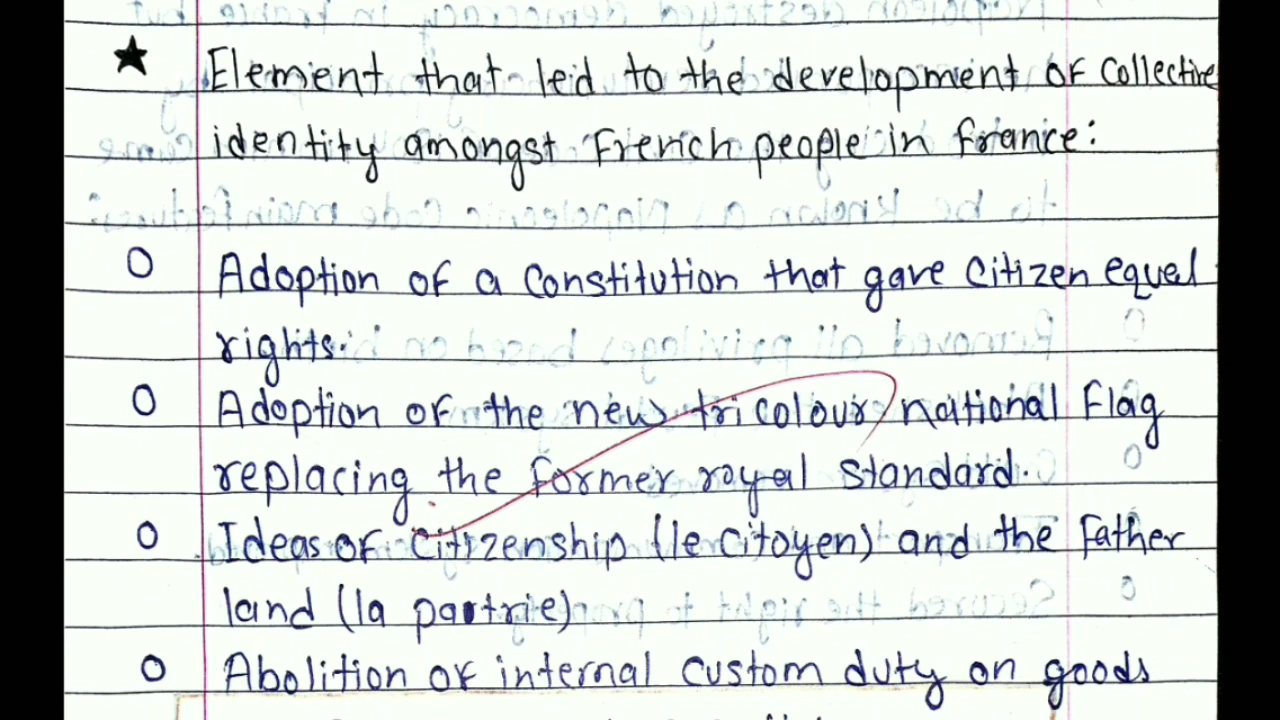 ★ Element that led to the development of collective
identity amongst French people in france:
O Adoption of a constitution that gave citizen equal
rights.
O Adoption of the new tricolour national Flag
replacing the former royal standard.
O Ideas of citizenship (le citoyen) and the Father
land (la partrie)
O Abolition of internal custom duty on goods